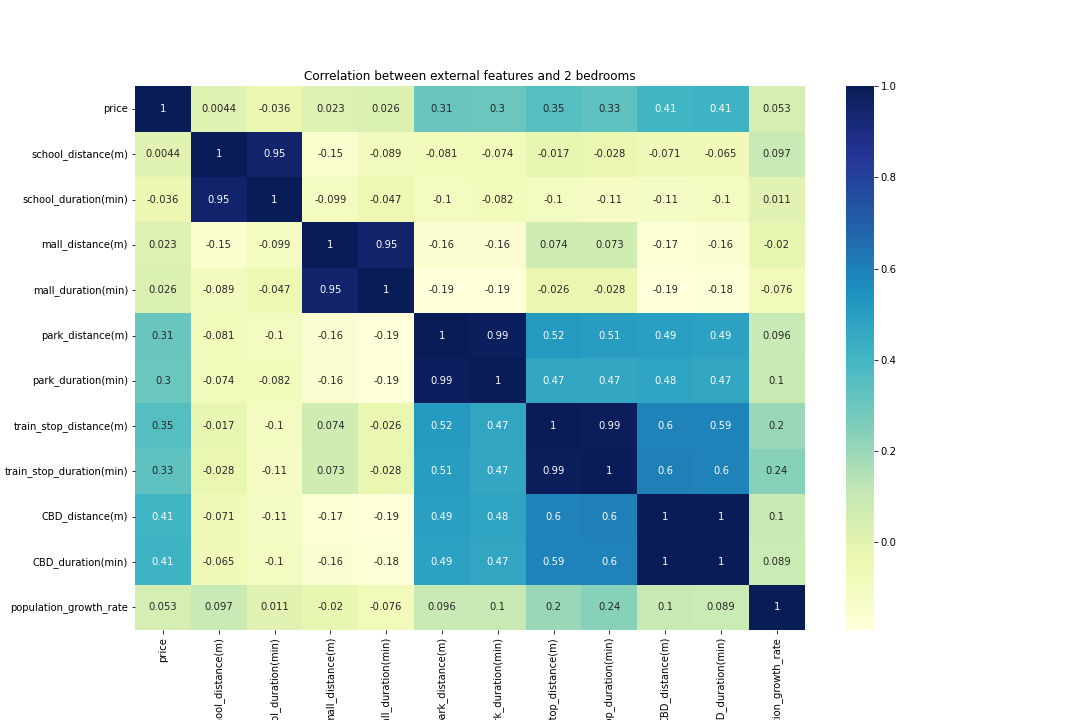 Correlation between external features and 2 bedrooms
price 1 0.0044 -0.036 0.023 0.026 0.31 0.3 0.35 0.33 0.41 0.41 0.053
school_distance(m) 0.0044 1 0.95 -0.15 -0.089 -0.081 -0.074 -0.017 -0.028 -0.071 -0.065 0.097
school_duration(min) -0.036 0.95 1 -0.099 -0.047 -0.1 -0.082 -0.1 -0.11 -0.11 -0.1 0.011
mall_distance(m) 0.023 -0.15 -0.099 1 0.95 -0.16 -0.16 0.074 0.073 -0.17 -0.16 -0.02
mall_duration(min) 0.026 -0.089 -0.047 0.95 1 -0.19 -0.19 -0.026 -0.028 -0.19 -0.18 -0.076
park_distance(m) 0.31 -0.081 -0.1 -0.16 -0.19 1 0.99 0.52 0.51 0.49 0.49 0.096
park_duration(min) 0.3 -0.074 -0.082 -0.16 -0.19 0.99 1 0.47 0.47 0.48 0.47 0.1
train_stop_distance(m) 0.35 -0.017 -0.1 0.074 -0.026 0.52 0.47 1 0.99 0.6 0.59 0.2
train_stop_duration(min) 0.33 -0.028 -0.11 0.073 -0.028 0.51 0.47 0.99 1 0.6 0.6 0.24
CBD_distance(m) 0.41 -0.071 -0.11 -0.17 -0.19 0.49 0.48 0.6 0.6 1 1 0.1
CBD_duration(min) 0.41 -0.065 -0.1 -0.16 -0.18 0.49 0.47 0.59 0.6 1 1 0.089
population_growth_rate 0.053 0.097 0.011 -0.02 -0.076 0.096 0.1 0.2 0.24 0.1 0.089 1
price
ool_distance(m)
ol_duration(min)
nall_distance(m)
all_duration(min)
ark_distance(m)
rk_duration(min)
stop_distance(m)
op_duration(min)
CBD_distance(m)
D_duration(min)
tion_growth_rate
1.0
0.8
0.6
0.4
0.2
0.0